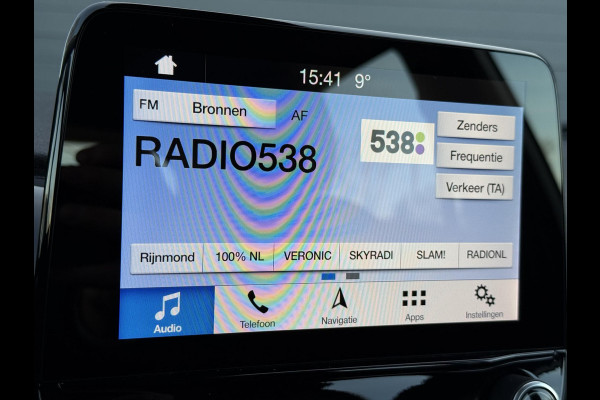 15:41 9°
FM Bronnen AF
Zenders
RADIO538
538
Frequentie
Verkeer (TA)
Rijnmond 100% NL VERONIC SKYRADI SLAM! RADIONL
Audio Telefoon Navigatie Apps Instellingen